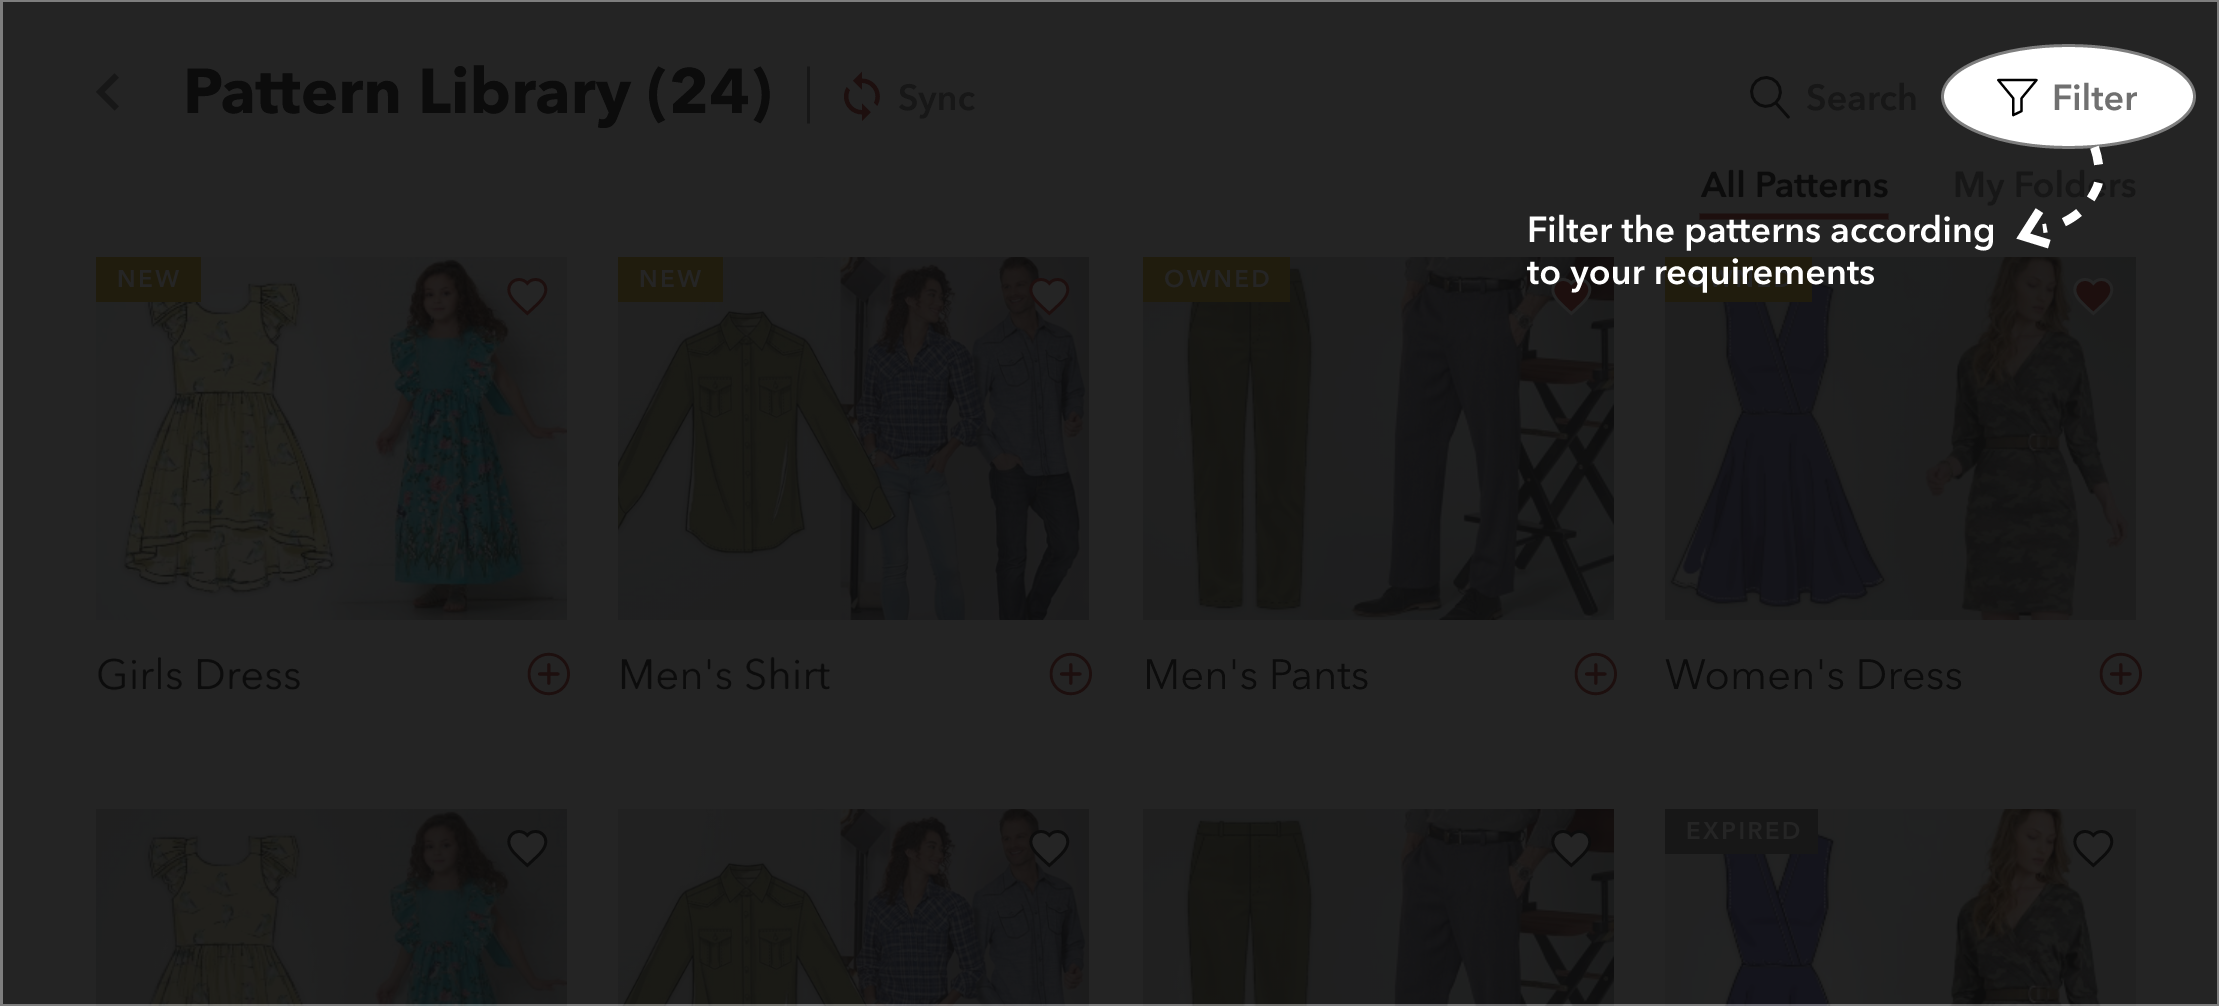 Pattern Library (24)
Sync
Search
Filter
All Patterns
My Folders
Filter the patterns according
to your requirements
NEW
NEW
OWNED
Girls Dress
Men's Shirt
Men's Pants
Women's Dress
EXPIRED